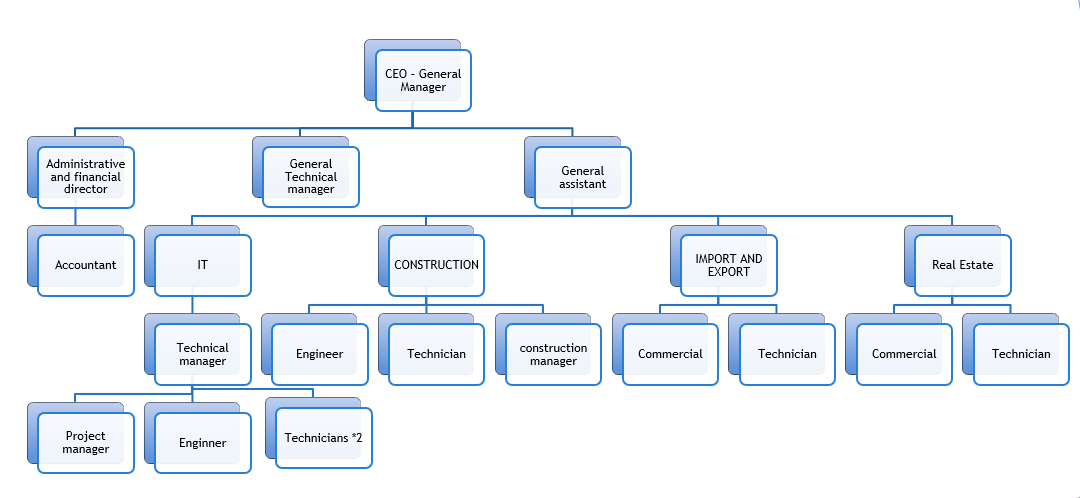 CEO - General
Manager
Administrative
and financial
director
General
Technical
manager
General
assistant
Accountant
IT
CONSTRUCTION
IMPORT AND
EXPORT
Real Estate
Technical
manager
Engineer
Technician
construction
manager
Commercial
Technician
Commercial
Technician
Project
manager
Enginner
Technicians *2